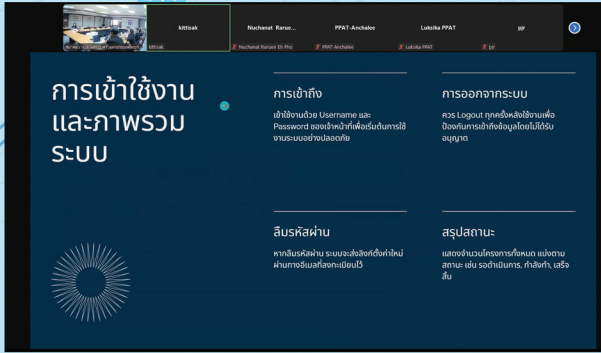 kittisak
Nuchanat Rarue...
PPAT-Anchalee
Luksika PPAT
pjr
kittisak
Nuchanat Raruen Eh Pho
PPAT-Anchalee
Luksika PPAT
pjr
การเข้าใช้งาน
และภาพรวม
ระบบ
การเข้าถึง
เข้าใช้งานด้วย Username และ
Password ของเจ้าหน้าที่เพื่อเริ่มต้นการใช้
งานระบบอย่างปลอดภัย
การออกจากระบบ
ควร Logout ทุกครั้งหลังใช้งานเพื่อ
ป้องกันการเข้าถึงข้อมูลโดยไม่ได้รับ
อนุญาต
ลืมรหัสผ่าน
หากลืมรหัสผ่าน ระบบจะส่งลิงก์ตั้งค่าใหม่
ผ่านทางอีเมลที่ลงทะเบียนไว้
สรุปสถานะ
แสดงจำนวนโครงการทั้งหมด แบ่งตาม
สถานะ เช่น รอดำเนินการ, กำลังทำ, เสร็จ
สิ้น